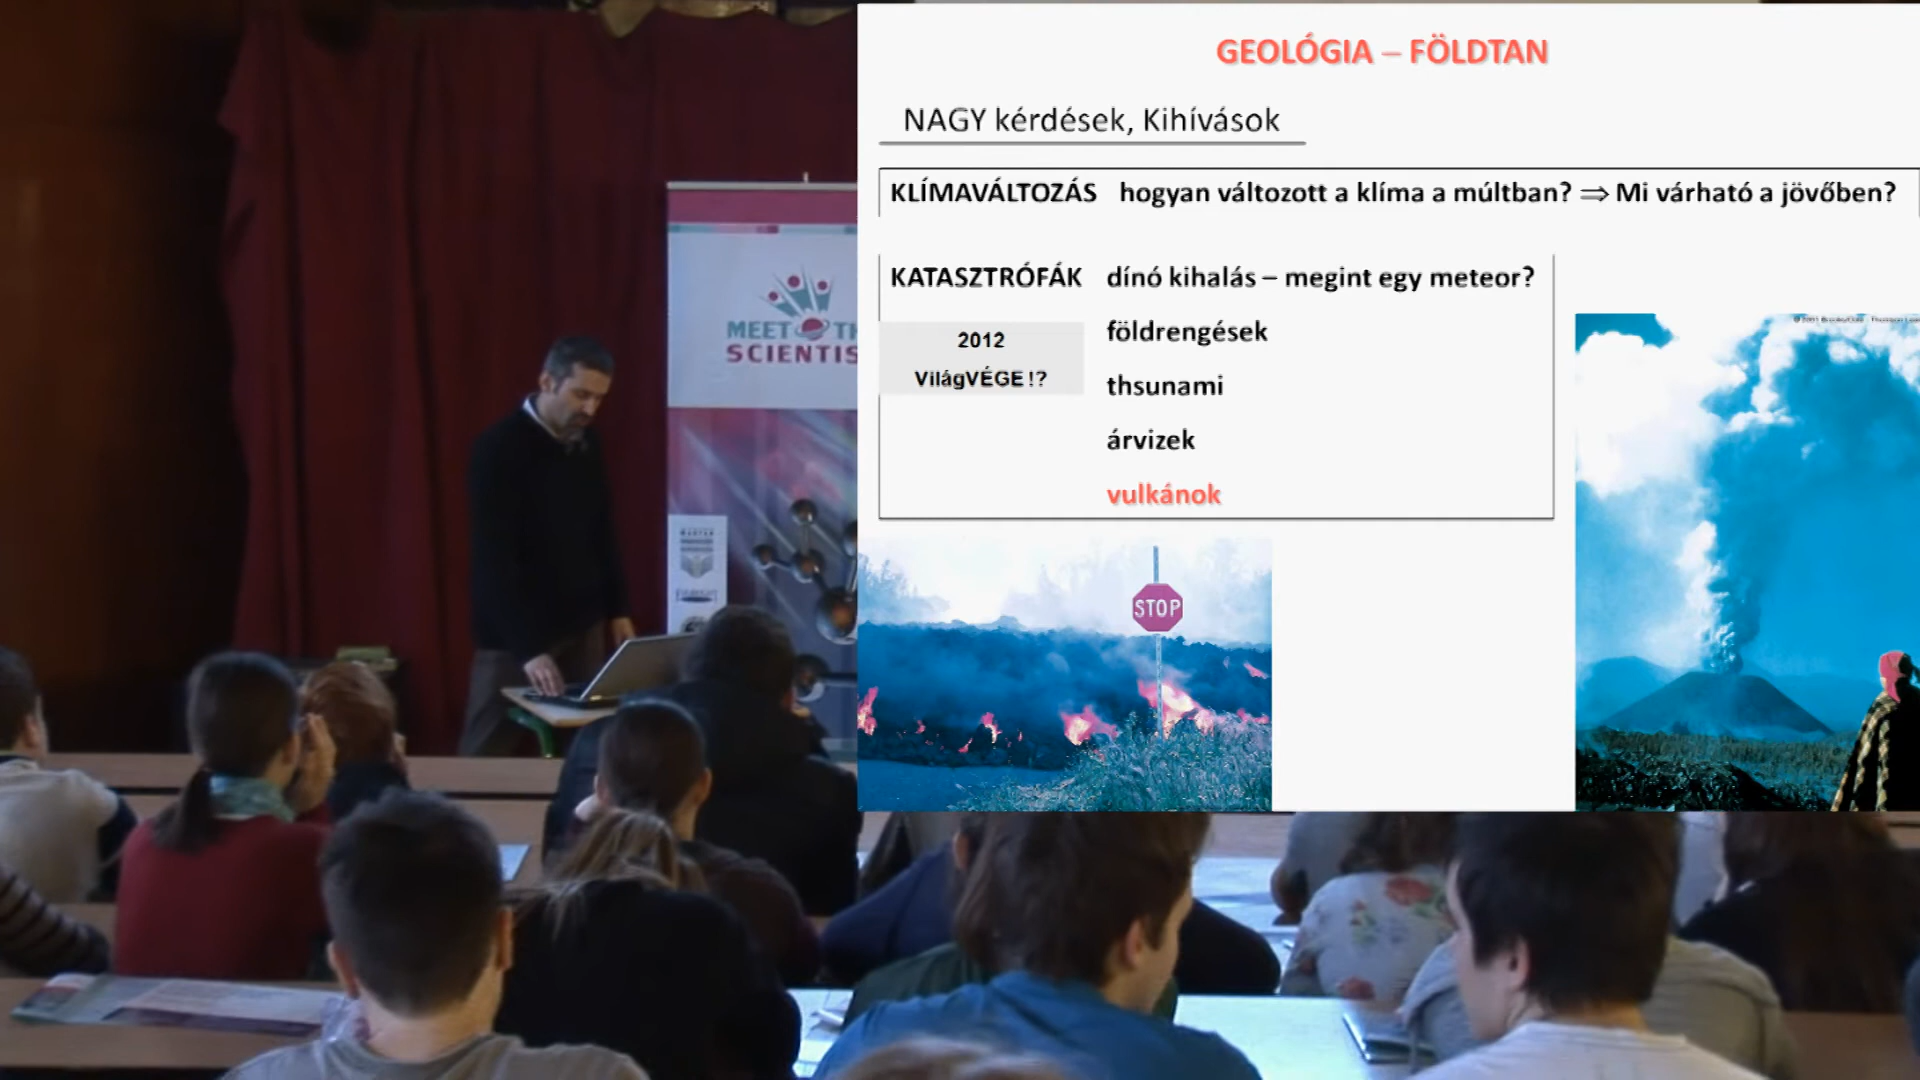 GEOLÓGIA – FÖLDTAN
NAGY kérdések, Kihívások
KLÍMAVÁLTOZÁS hogyan változott a klíma a múltban? ⇒ Mi várható a jövőben?
KATASZTRÓFÁK dínó kihalás – megint egy meteor?
2012
VilágVÉGE !?
földrengések
thsunami
árvizek
vulkánok
STOP
MEET TH
SCIENTIS